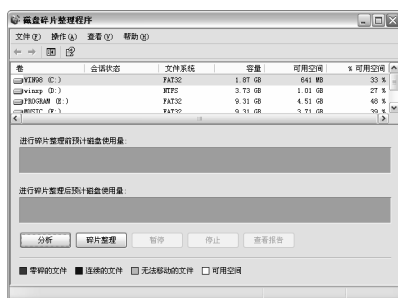 磁盘碎片整理程序
文件(F) 操作(A) 查看(V) 帮助(H)
卷 会话状态 文件系统 容量 可用空间 % 可用空间
WIN98 (C:) FAT32 1.87 GB 641 MB 33 %
winxp (D:) NTFS 3.73 GB 1.01 GB 27 %
PROGRAM (E:) FAT32 9.31 GB 4.51 GB 48 %
MUSIC (F:) FAT32 9.31 GB 3.71 GB 39 %
进行碎片整理前预计磁盘使用量:
进行碎片整理后预计磁盘使用量:
分析 碎片整理 暂停 停止 查看报告
零碎的文件 连续的文件 无法移动的文件 可用空间